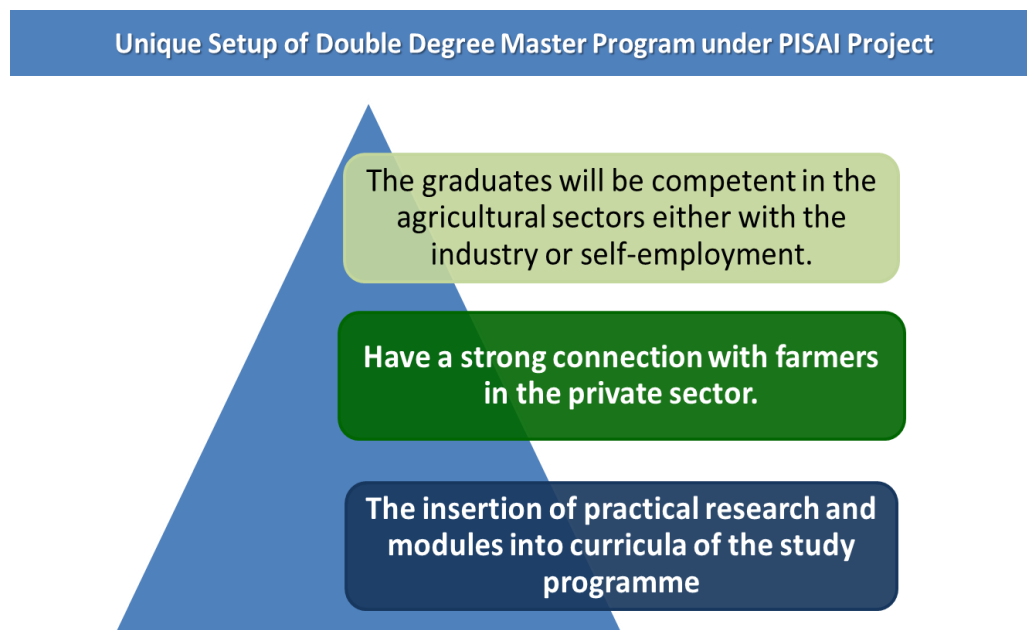 Unique Setup of Double Degree Master Program under PISAI Project
The graduates will be competent in the
agricultural sectors either with the
industry or self-employment.
Have a strong connection with farmers
in the private sector.
The insertion of practical research and
modules into curricula of the study
programme